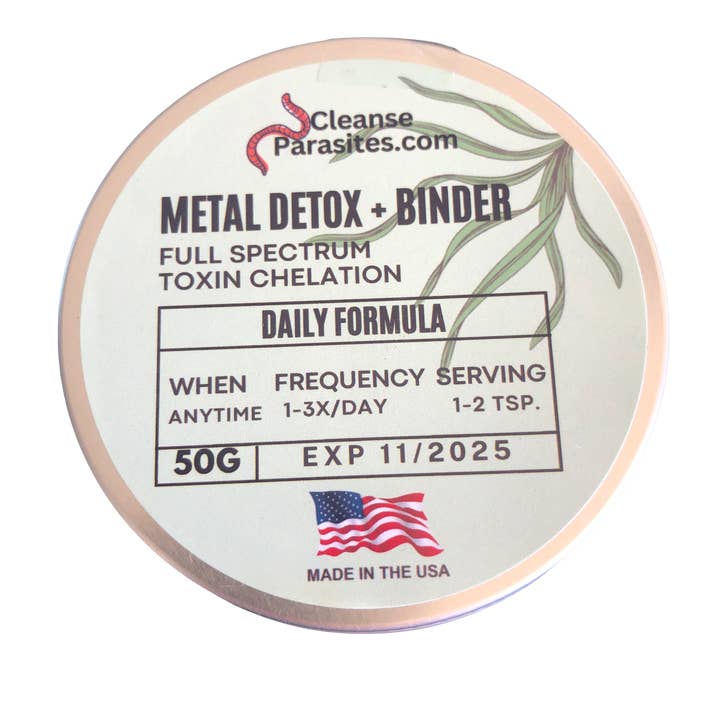 Cleanse
Parasites.com
METAL DETOX + BINDER
FULL SPECTRUM
TOXIN CHELATION
DAILY FORMULA
WHEN FREQUENCY SERVING
ANYTIME 1-3X/DAY 1-2 TSP.
50G EXP 11/2025
MADE IN THE USA